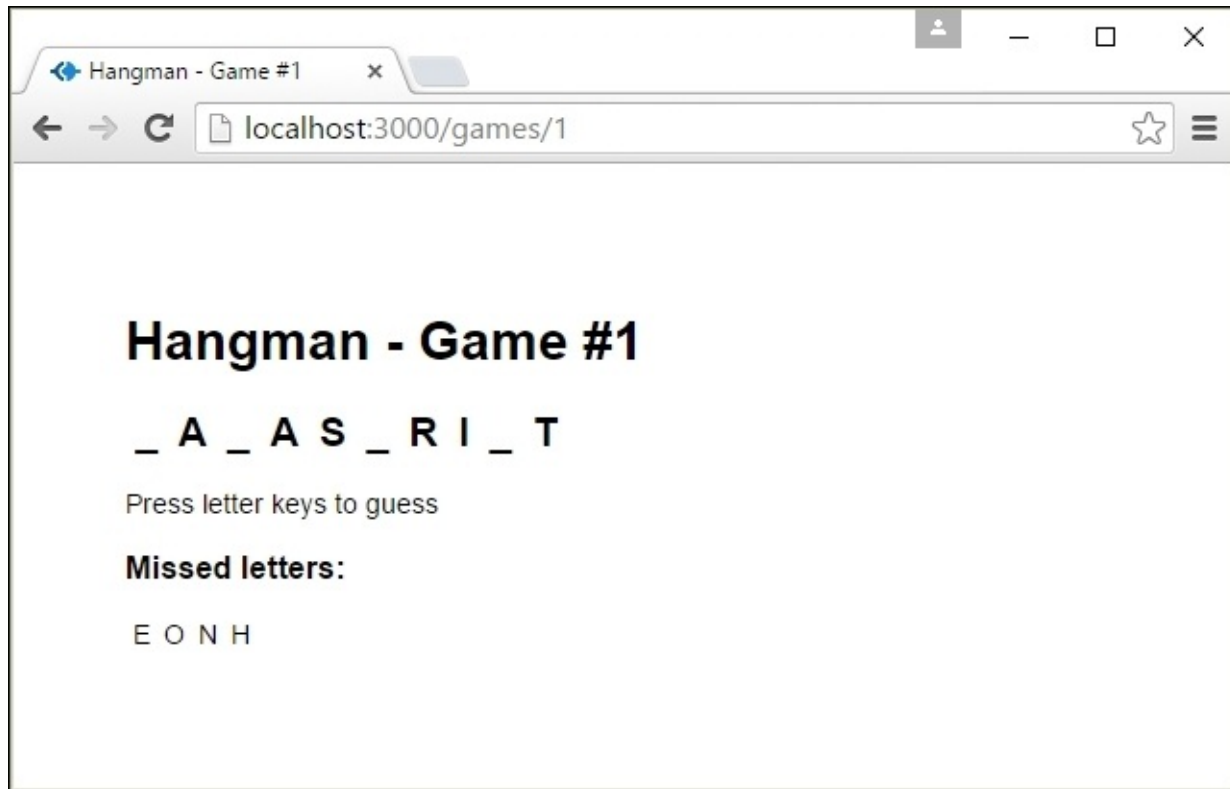 Hangman - Game #1
localhost:3000/games/1
Hangman - Game #1
_ A _ A S _ R I _ T
Press letter keys to guess
Missed letters:
E O N H